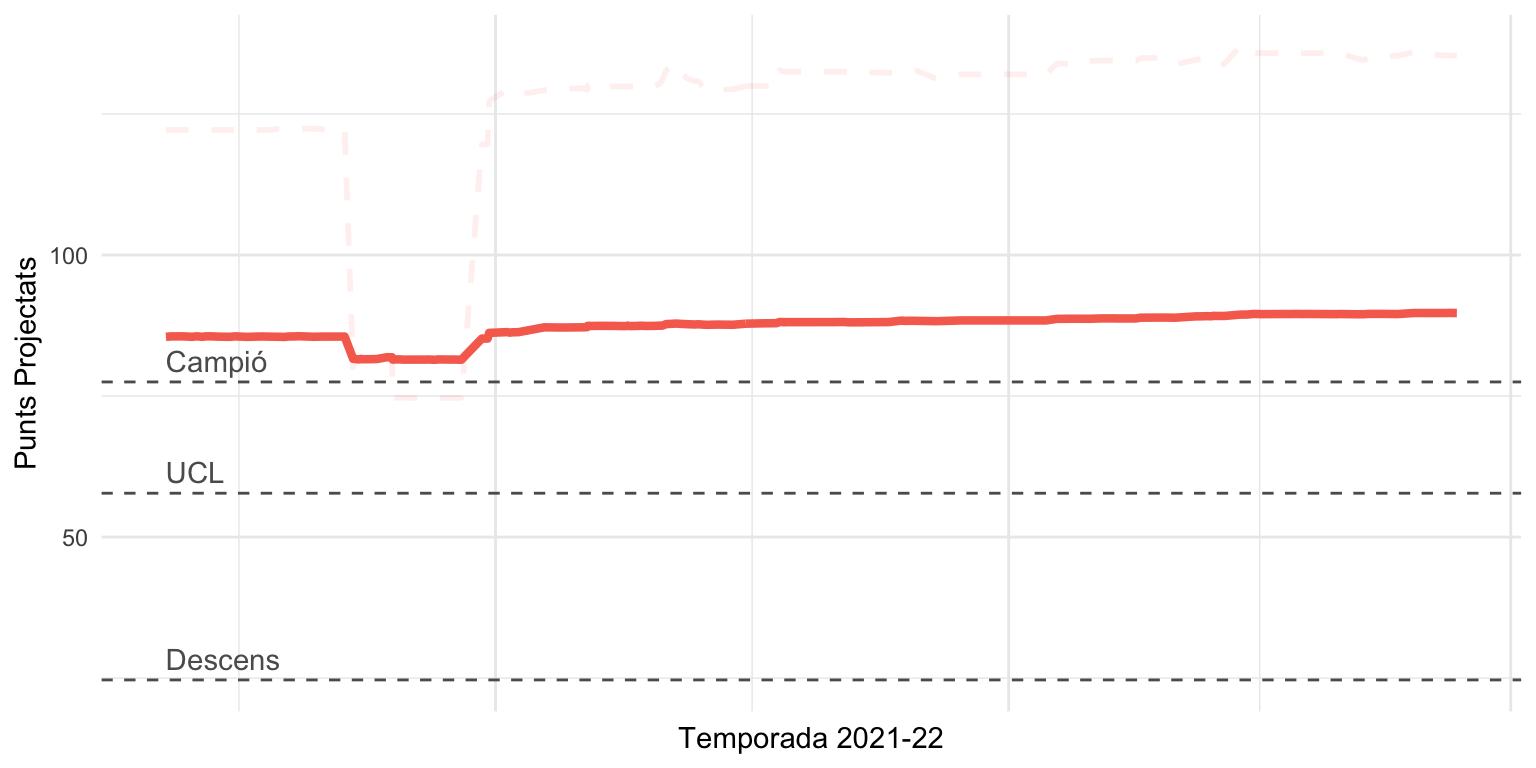 Punts Projectats
100
Campió
UCL
50
Descens
Temporada 2021-22